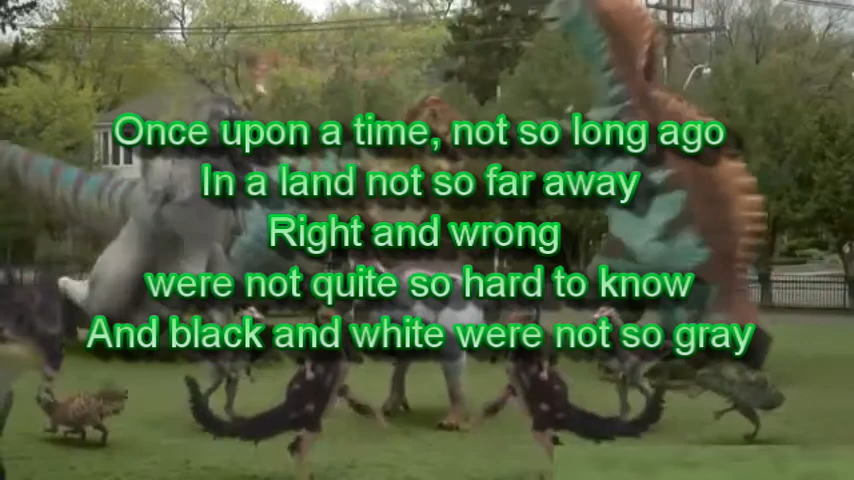 Once upon a time, not so long ago
In a land not so far away
Right and wrong
were not quite so hard to know
And black and white were not so gray